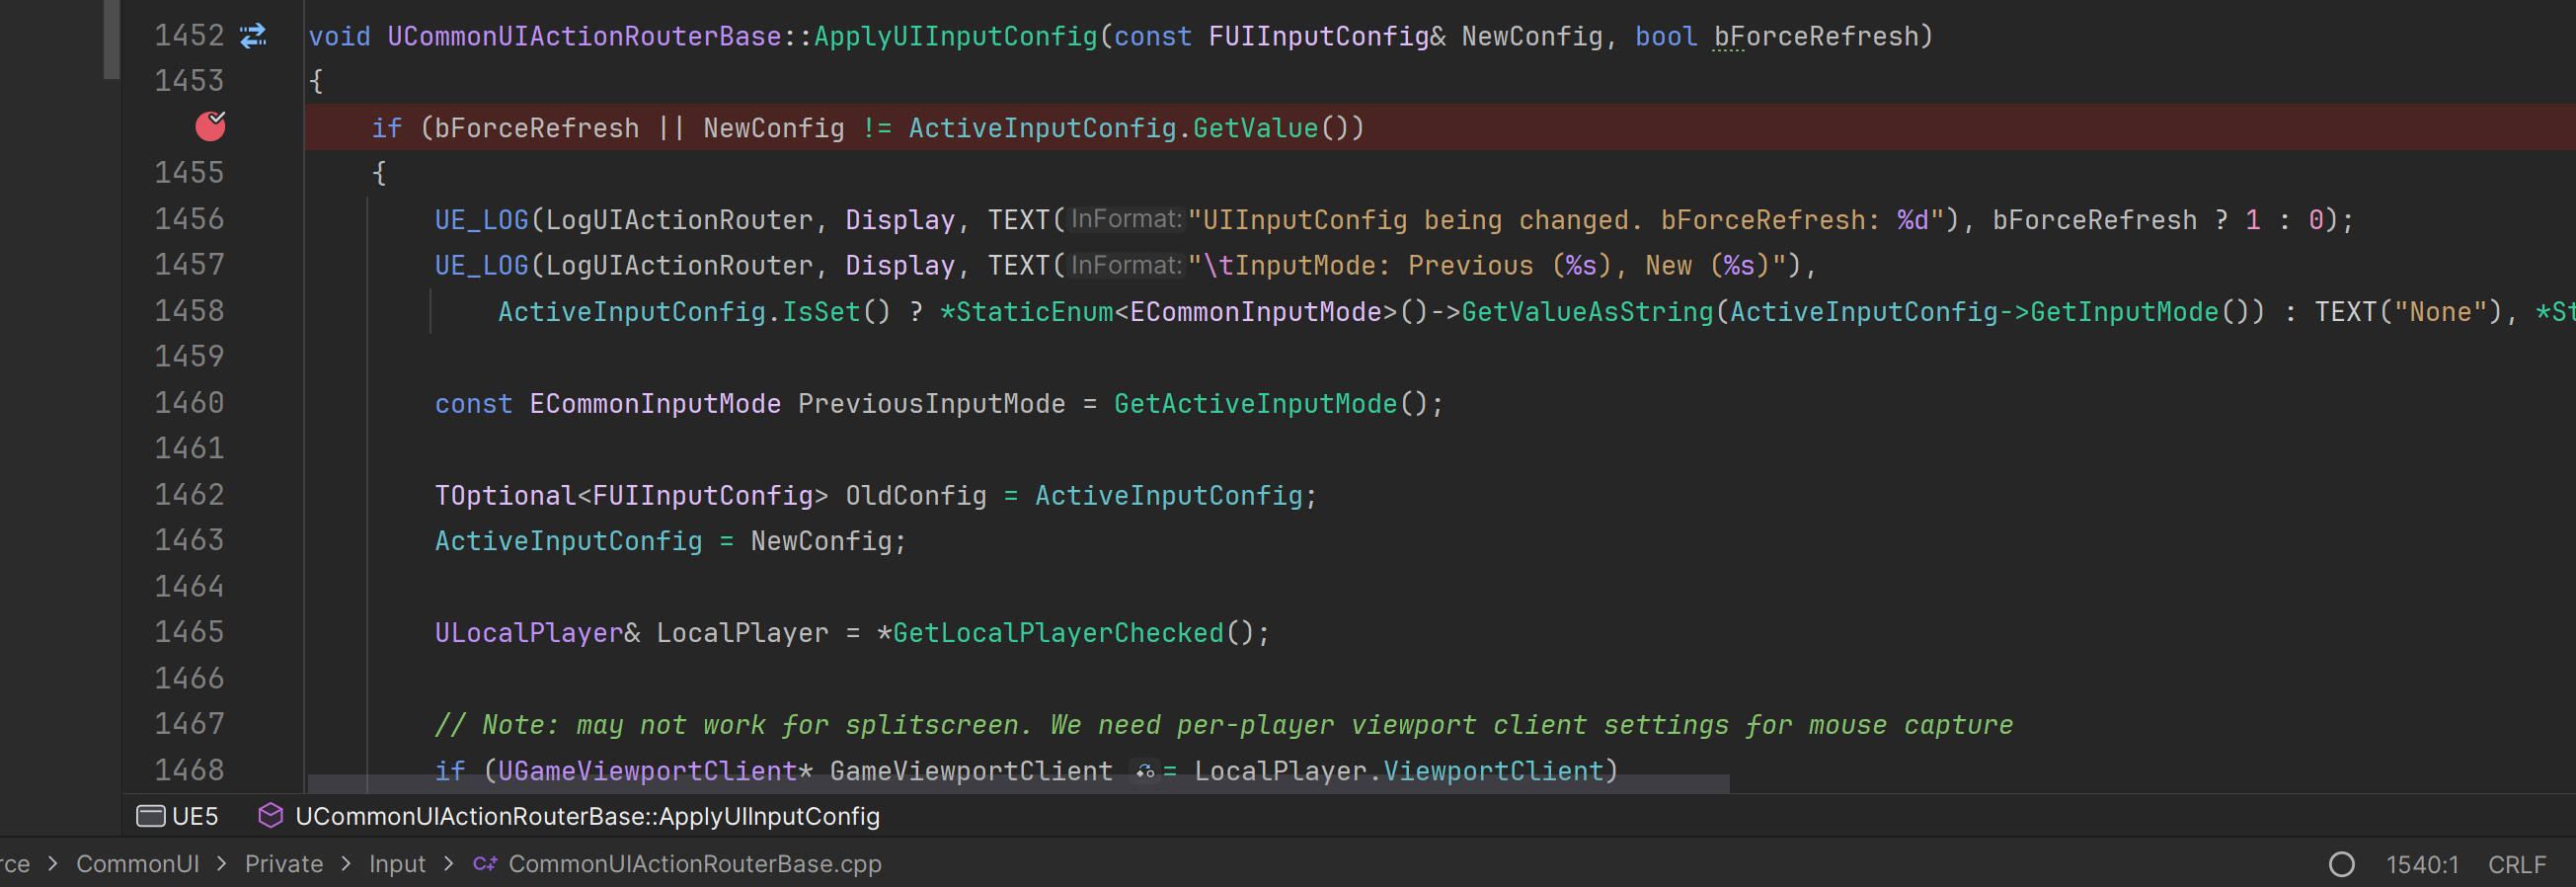 1452 void UCommonUIActionRouterBase::ApplyUIInputConfig(const FUIInputConfig& NewConfig, bool bForceRefresh)
1453 {
if (bForceRefresh || NewConfig != ActiveInputConfig.GetValue())
1455 {
1456 UE_LOG(LogUIActionRouter, Display, TEXT(InFormat:"UIInputConfig being changed. bForceRefresh: %d"), bForceRefresh ? 1 : 0);
1457 UE_LOG(LogUIActionRouter, Display, TEXT(InFormat:"\tInputMode: Previous (%s), New (%s)"),
1458 ActiveInputConfig.IsSet() ? *StaticEnum<ECommonInputMode>()->GetValueAsString(ActiveInputConfig->GetInputMode()) : TEXT("None"), *St
1459
1460 const ECommonInputMode PreviousInputMode = GetActiveInputMode();
1461
1462 TOptional<FUIInputConfig> OldConfig = ActiveInputConfig;
1463 ActiveInputConfig = NewConfig;
1464
1465 ULocalPlayer& LocalPlayer = *GetLocalPlayerChecked();
1466
1467 // Note: may not work for splitscreen. We need per-player viewport client settings for mouse capture
1468 if (UGameViewportClient* GameViewportClient = LocalPlayer.ViewportClient)
UE5 UCommonUIActionRouterBase::ApplyUIInputConfig
rce > CommonUI > Private > Input > C++ CommonUIActionRouterBase.cpp 1540:1 CRLF